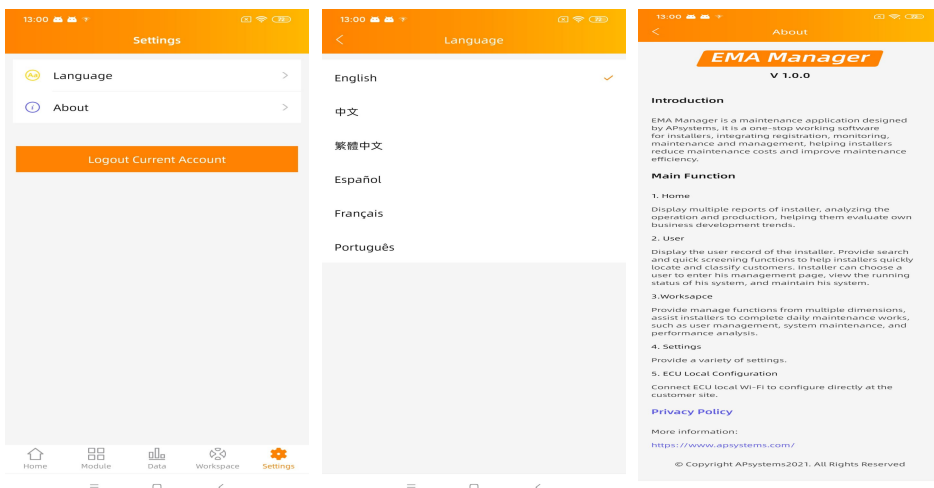 13:00
Settings
Language
About
Logout Current Account
Home
Module
Data
Workspace
Settings
13:00
Language
English
中文
繁體中文
Español
Français
Português
13:00
About
EMA Manager
V 1.0.0
Introduction
EMA Manager is a maintenance application designed
by APsystems, it is a one-stop working software
for installers, integrating registration, monitoring,
maintenance and management, helping installers
reduce maintenance costs and improve maintenance
efficiency.
Main Function
1. Home
Display multiple reports of installer, analyzing the
operation and production, helping them evaluate own
business development trends.
2. User
Display the user record of the installer. Provide search
and quick screening functions to help installers quickly
locate and classify customers. Installer can choose a
user to enter his management page, view the running
status of his system, and maintain his system.
3.Worksapce
Provide manage functions from multiple dimensions,
assist installers to complete daily maintenance works,
such as user management, system maintenance, and
performance analysis.
4. Settings
Provide a variety of settings.
5. ECU Local Configuration
Connect ECU local Wi-Fi to configure directly at the
customer site.
Privacy Policy
More information:
https://www.apsystems.com/
© Copyright APsystems2021. All Rights Reserved